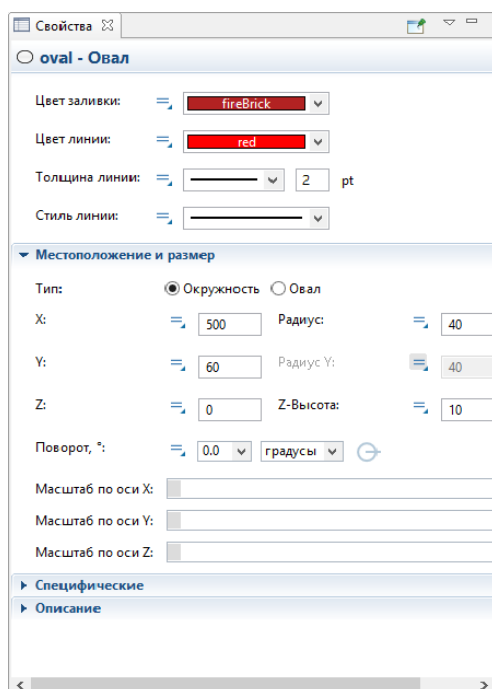 Свойства
oval - Овал
Цвет заливки: fireBrick
Цвет линии: red
Толщина линии: 2 pt
Стиль линии:
Местоположение и размер
Тип: Окружность Овал
X: 500 Радиус: 40
Y: 60 Радиус Y: 40
Z: 0 Z-Высота: 10
Поворот, °: 0.0 градусы
Масштаб по оси X:
Масштаб по оси Y:
Масштаб по оси Z:
Специфические
Описание